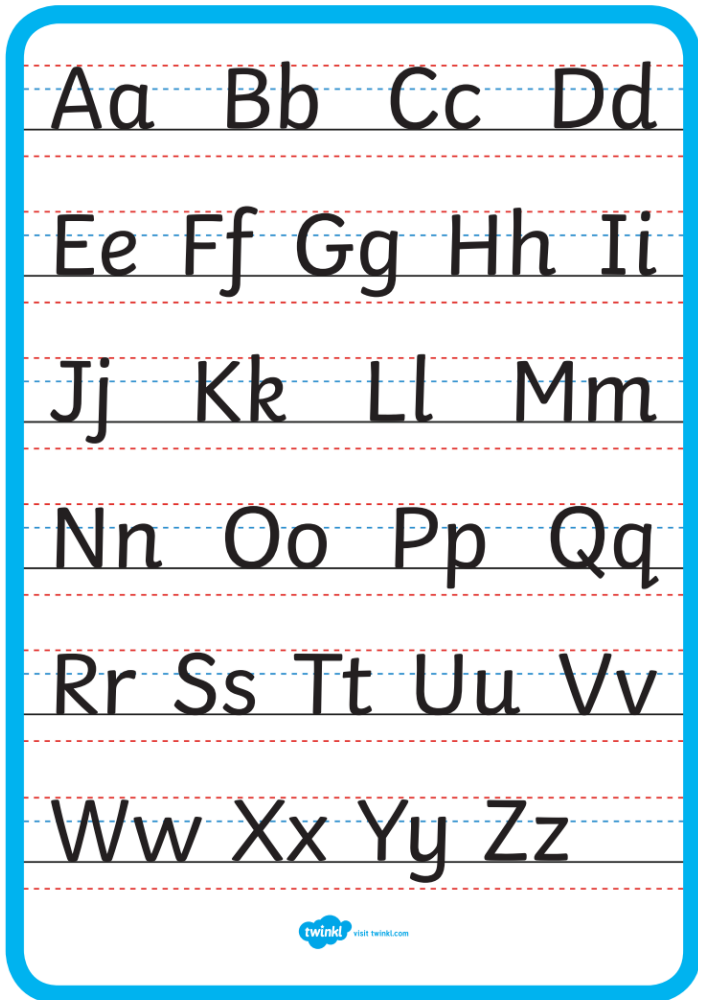 Aa Bb Cc Dd
Ee Ff Gg Hh Ii
Jj Kk Ll Mm
Nn Oo Pp Qq
Rr Ss Tt Uu Vv
Ww Xx Yy Zz
twinkl visit twinkl.com